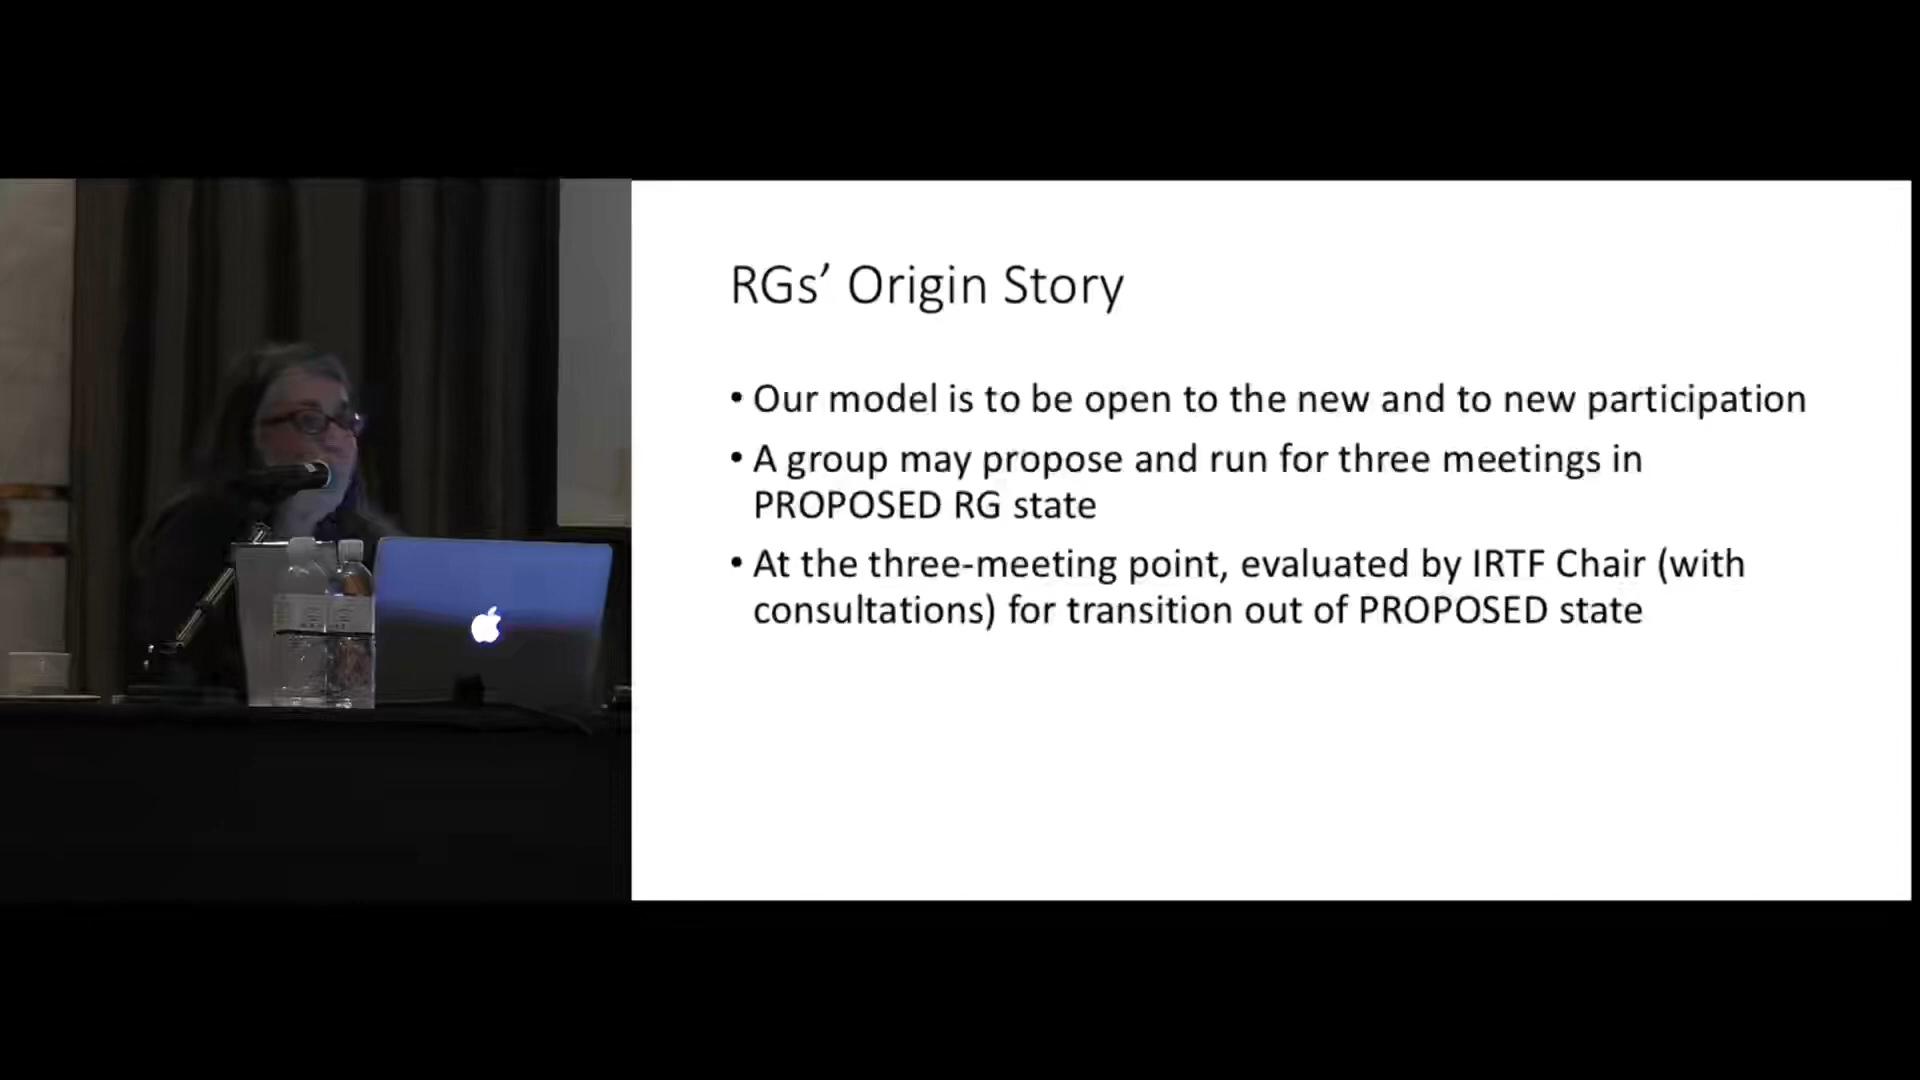 RGs’ Origin Story
• Our model is to be open to the new and to new participation
• A group may propose and run for three meetings in
PROPOSED RG state
• At the three-meeting point, evaluated by IRTF Chair (with
consultations) for transition out of PROPOSED state